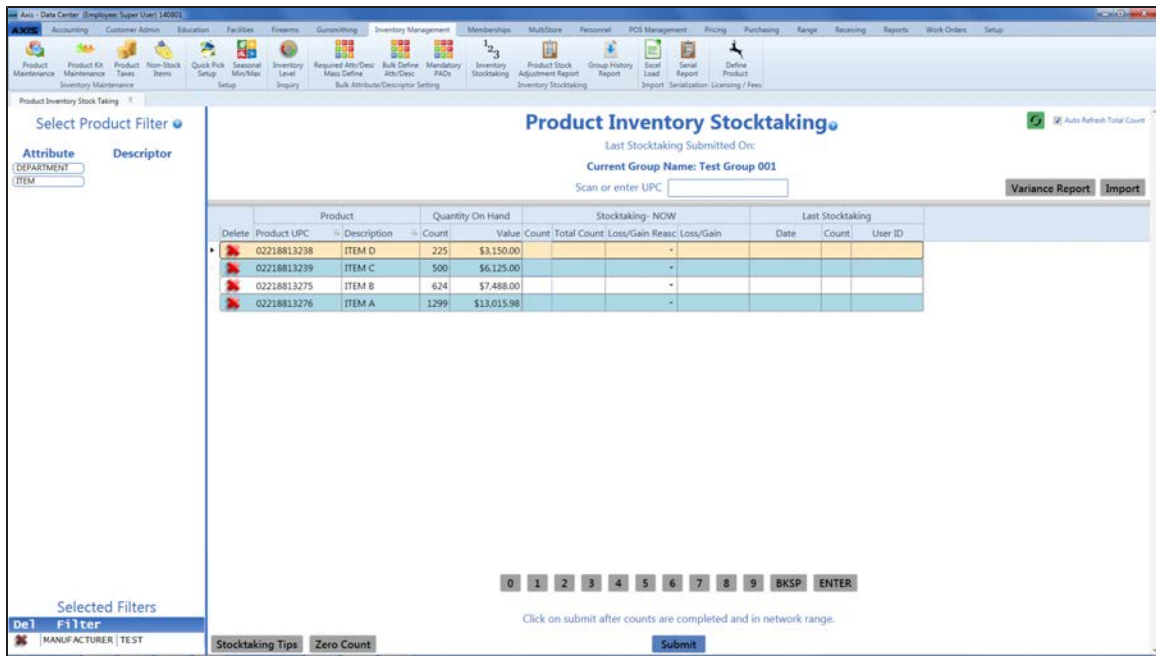 Axis - Data Center (Employee: Super User) 140801
AXIS Accounting Customer Admin Education Facilities Firearms Gunsmithing Inventory Management Memberships MultiStore Personnel POS Management Pricing Purchasing Range Receiving Reports Work Orders Setup
Product Maintenance Product Kit Maintenance Product Taxes Non-Stock Items Quick Pick Setup Seasonal Min/Max Inventory Level Required Attr/Desc Mass Define Bulk Define Attr/Desc Mandatory PADs Inventory Stocktaking Product Stock Adjustment Report Group History Report Excel Load Serial Report Define Product
Inventory Maintenance Setup Inquiry Bulk Attribute/Descriptor Setting Inventory Stocktaking Import Serialization Licensing / Fees
Product Inventory Stock Taking X
Select Product Filter ?
Attribute Descriptor
DEPARTMENT
ITEM
Product Inventory Stocktaking
Auto Refresh Total Count
Last Stocktaking Submitted On:
Current Group Name: Test Group 001
Scan or enter UPC
Variance Report Import
Product Quantity On Hand Stocktaking- NOW Last Stocktaking
Delete Product UPC Description Count Value Count Total Count Loss/Gain Reasc Loss/Gain Date Count User ID
02218813238 ITEM D 225 $3,150.00
02218813239 ITEM C 500 $6,125.00
02218813275 ITEM B 624 $7,488.00
02218813276 ITEM A 1299 $13,015.98
0 1 2 3 4 5 6 7 8 9 BKSP ENTER
Click on submit after counts are completed and in network range.
Selected Filters
Del Filter
MANUFACTURER TEST
Stocktaking Tips Zero Count Submit